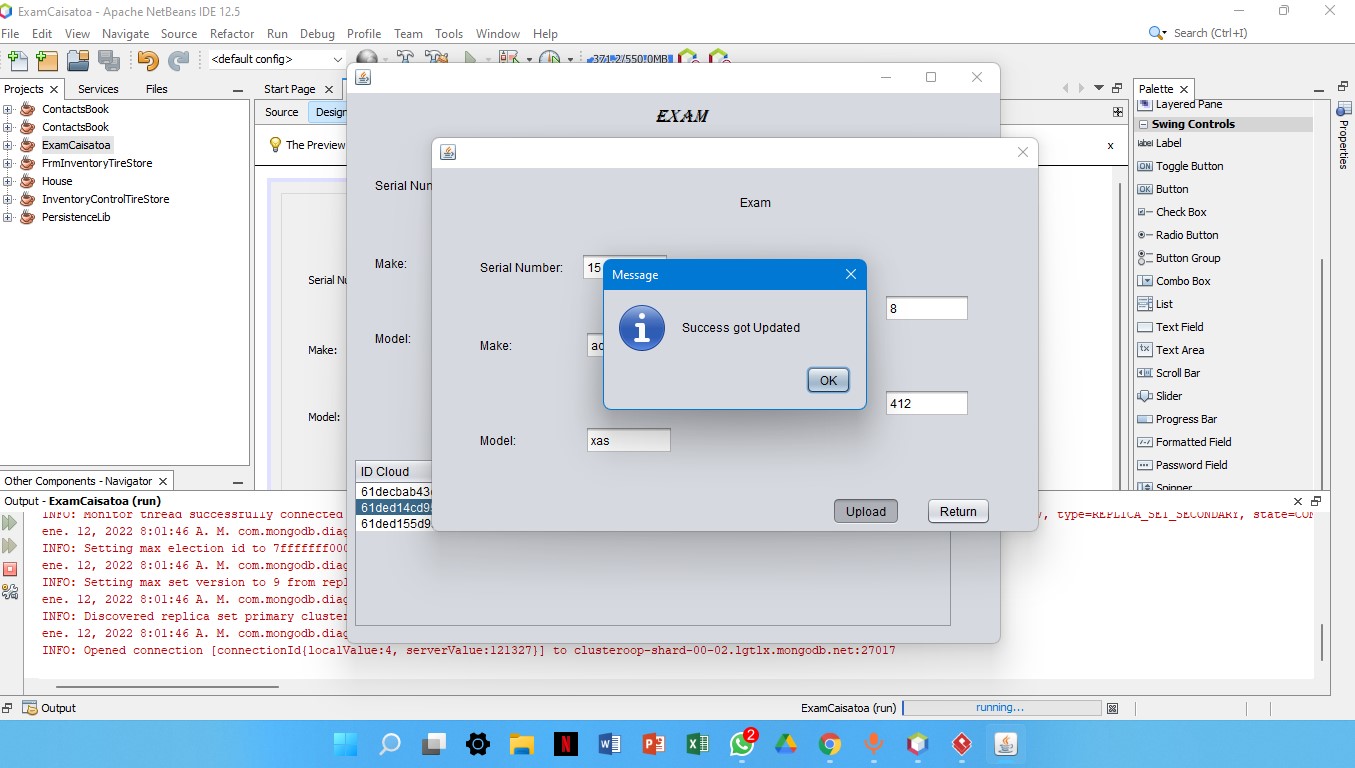 ExamCaisatoa - Apache NetBeans IDE 12.5
File Edit View Navigate Source Refactor Run Debug Profile Team Tools Window Help
Search (Ctrl+I)
<default config>
371.2/550.0MB
Projects Services Files
Start Page
Palette
ContactsBook
ContactsBook
ExamCaisatoa
FrmInventoryTireStore
House
InventoryControlTireStore
PersistenceLib
Source Design
The Preview
x
Serial Nu
Make:
Model:
EXAM
Serial Num
Make:
Model:
ID Cloud
61decbab43
61ded14cd9
61ded155d9
Exam
Serial Number: 15
Make: ac
Model: xas
8
412
Upload Return
Message
Success got Updated
OK
Layered Pane
Swing Controls
Label
Toggle Button
Button
Check Box
Radio Button
Button Group
Combo Box
List
Text Field
Text Area
Scroll Bar
Slider
Progress Bar
Formatted Field
Password Field
Spinner
Properties
Other Components - Navigator
Output - ExamCaisatoa (run)
INFO: Monitor thread successfully connected type=REPLICA_SET_SECONDARY, state=CON
ene. 12, 2022 8:01:46 A. M. com.mongodb.diag
INFO: Setting max election id to 7fffffff000
ene. 12, 2022 8:01:46 A. M. com.mongodb.diag
INFO: Setting max set version to 9 from repl
ene. 12, 2022 8:01:46 A. M. com.mongodb.diag
INFO: Discovered replica set primary cluster
ene. 12, 2022 8:01:46 A. M. com.mongodb.diag
INFO: Opened connection [connectionId{localValue:4, serverValue:121327}] to clusteroop-shard-00-02.lgtlx.mongodb.net:27017
Output
ExamCaisatoa (run)
running...
2